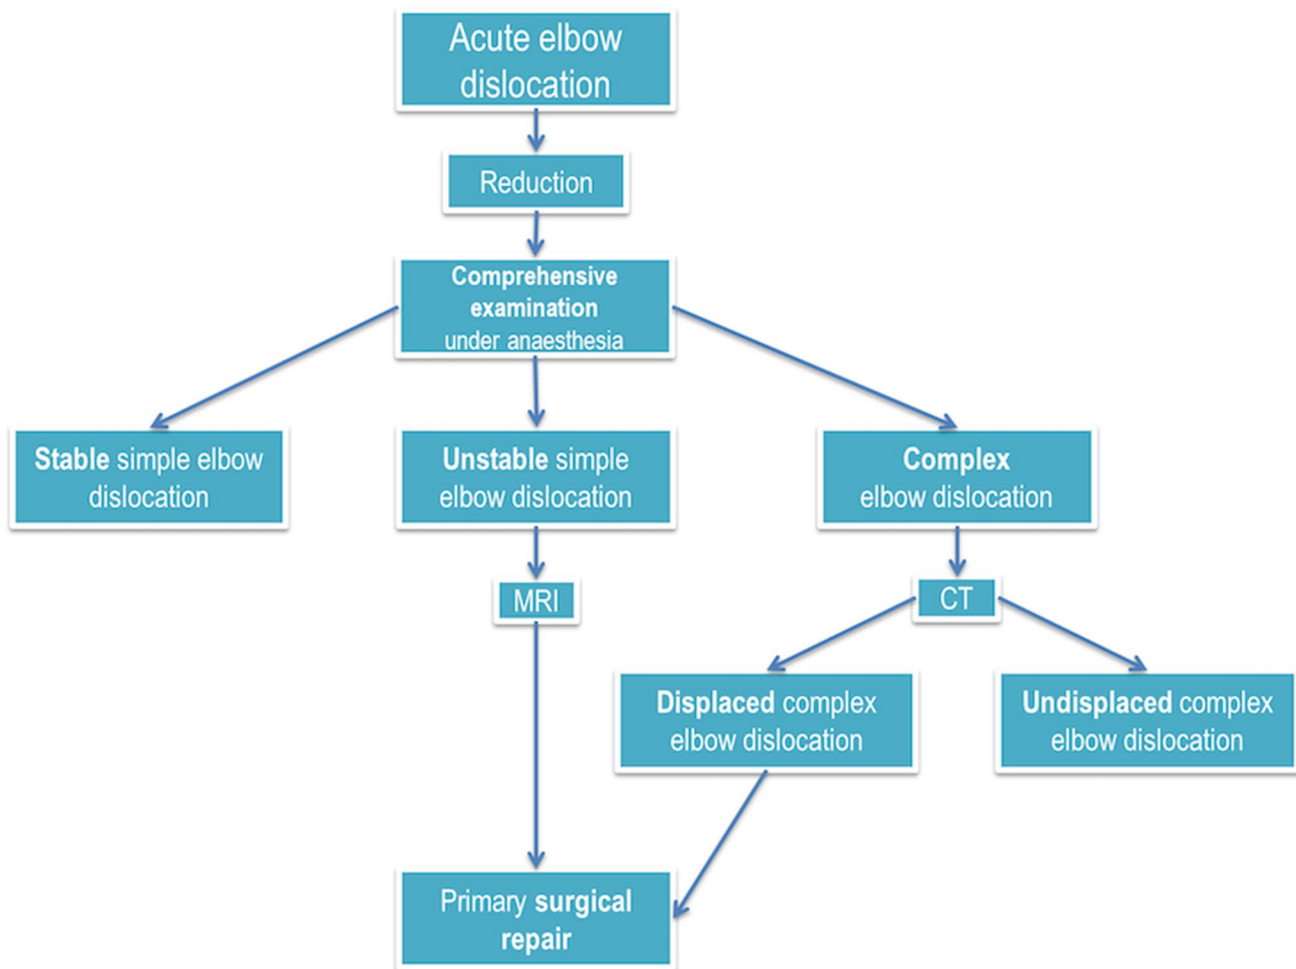 Acute elbow
dislocation
Reduction
Comprehensive
examination
under anaesthesia
Stable simple elbow
dislocation
Unstable simple
elbow dislocation
Complex
elbow dislocation
MRI
CT
Displaced complex
elbow dislocation
Undisplaced complex
elbow dislocation
Primary surgical
repair